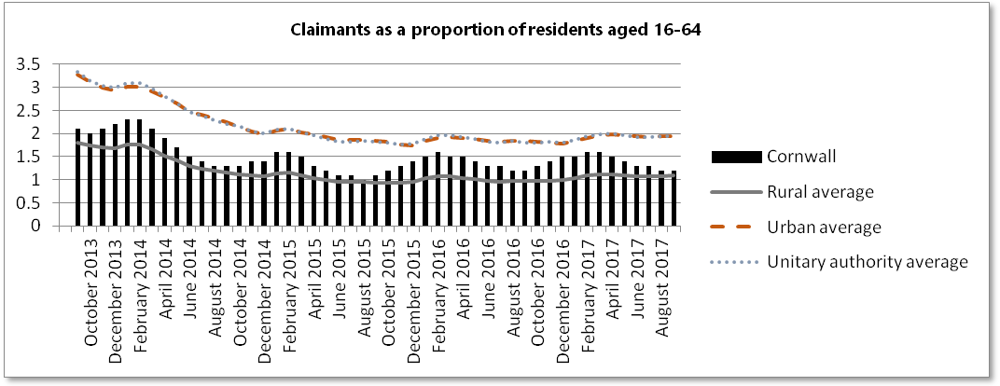 Claimants as a proportion of residents aged 16-64
3.5
3
2.5
2
1.5
1
0.5
0
October 2013
December 2013
February 2014
April 2014
June 2014
August 2014
October 2014
December 2014
February 2015
April 2015
June 2015
August 2015
October 2015
December 2015
February 2016
April 2016
June 2016
August 2016
October 2016
December 2016
February 2017
April 2017
June 2017
August 2017
Cornwall
Rural average
Urban average
Unitary authority average